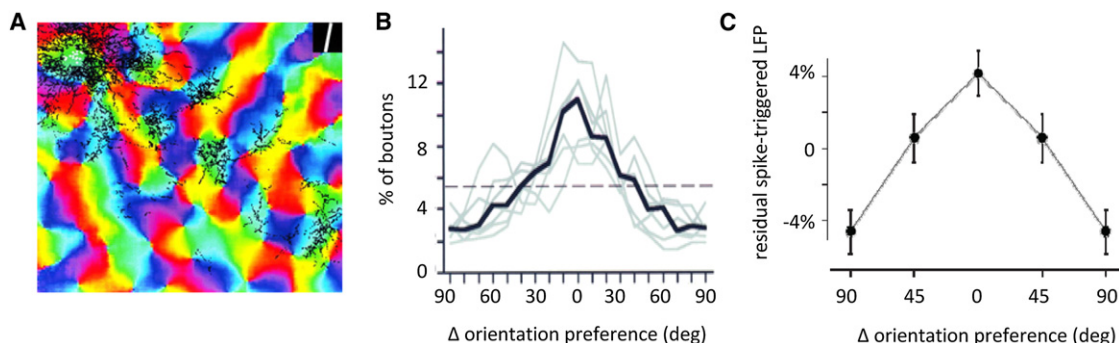 A
B
C
% of boutons
12
8
4
0
90 60 30 0 30 60 90
Δ orientation preference (deg)
residual spike-triggered LFP
4%
0
-4%
90 45 0 45 90
Δ orientation preference (deg)